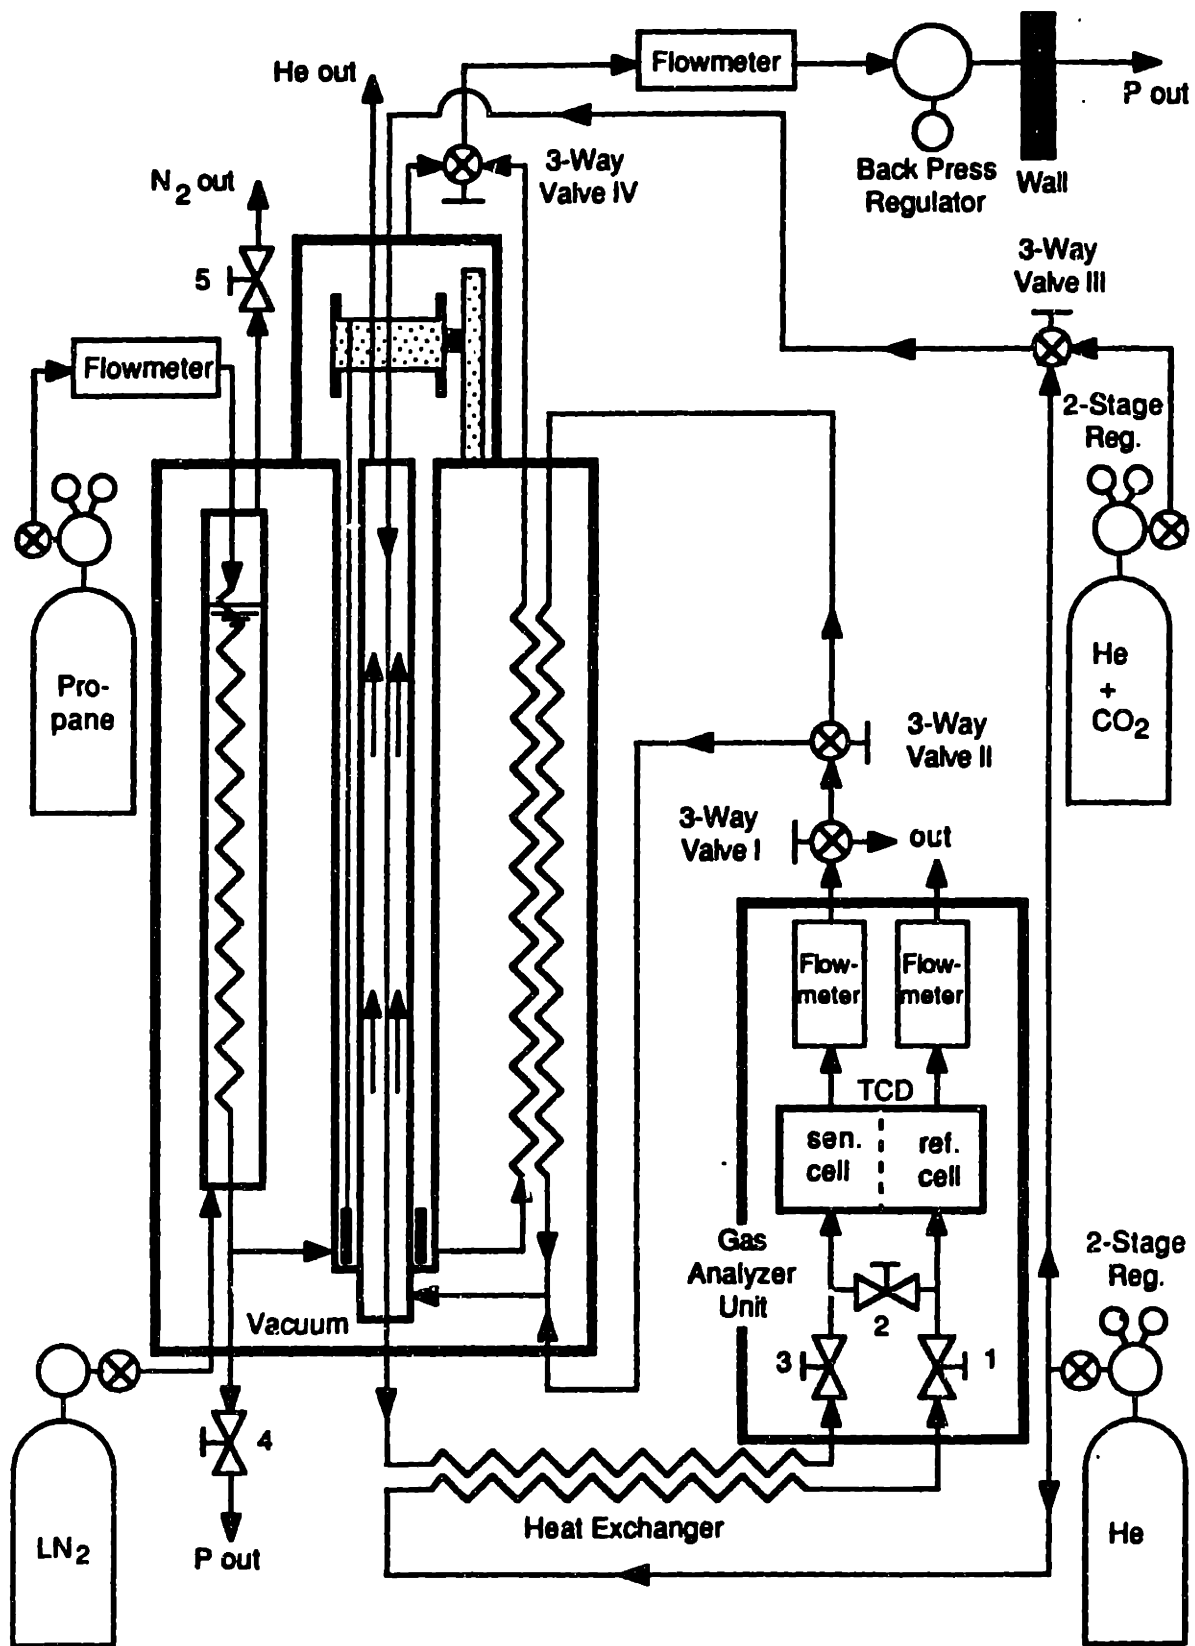 He out
Flowmeter
P out
3-Way
Valve IV
Back Press
Regulator
Wall
N2 out
5
3-Way
Valve III
Flowmeter
2-Stage
Reg.
Pro-
pane
He
+
CO2
3-Way
Valve II
3-Way
Valve I
out
Flow-
meter
Flow-
meter
TCD
sen.
cell
ref.
cell
Gas
Analyzer
Unit
2-Stage
Reg.
Vacuum
2
3
1
4
LN2
Heat Exchanger
He
P out